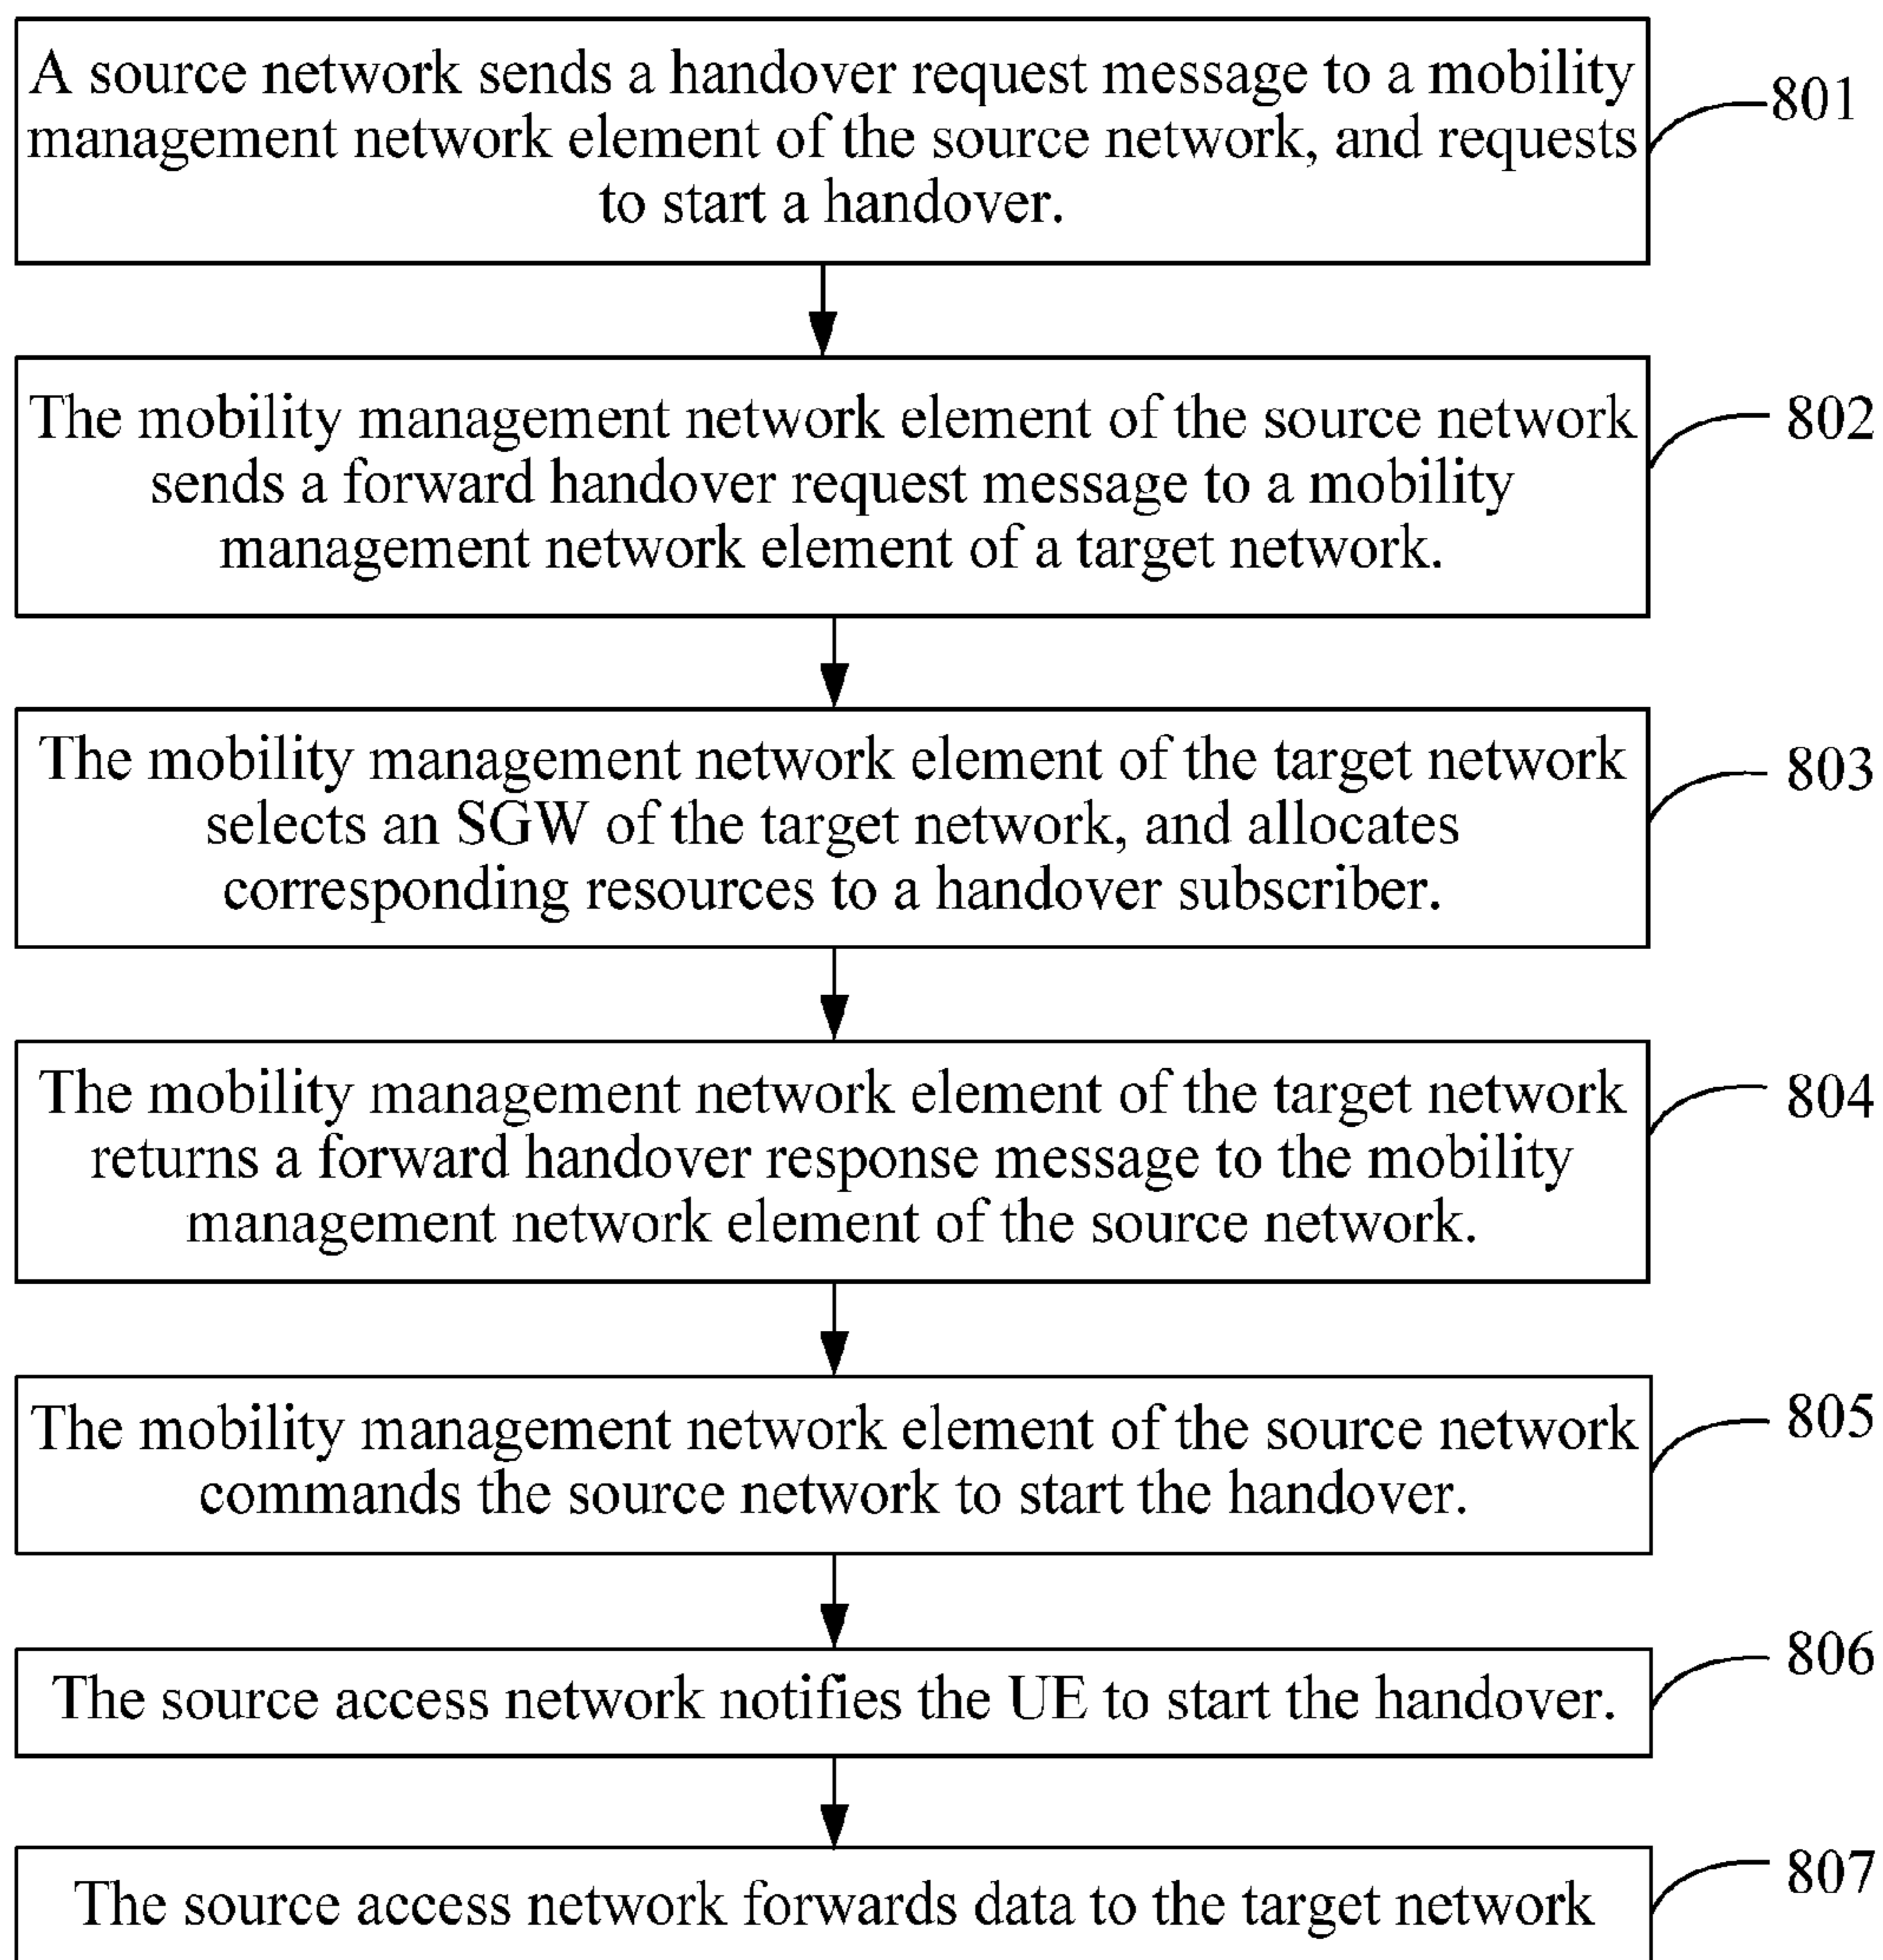 A source network sends a handover request message to a mobility
management network element of the source network, and requests
to start a handover.
801
The mobility management network element of the source network
sends a forward handover request message to a mobility
management network element of a target network.
802
The mobility management network element of the target network
selects an SGW of the target network, and allocates
corresponding resources to a handover subscriber.
803
The mobility management network element of the target network
returns a forward handover response message to the mobility
management network element of the source network.
804
The mobility management network element of the source network
commands the source network to start the handover.
805
The source access network notifies the UE to start the handover.
806
The source access network forwards data to the target network
807